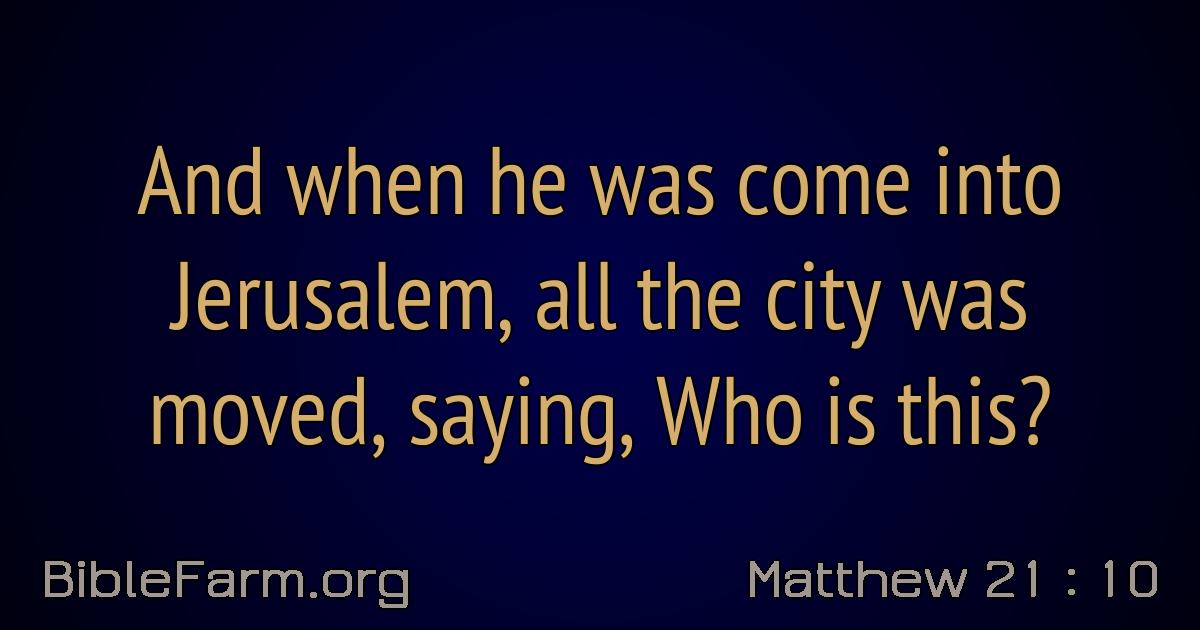 And when he was come into
Jerusalem, all the city was
moved, saying, Who is this?
BibleFarm.org
Matthew 21 : 10